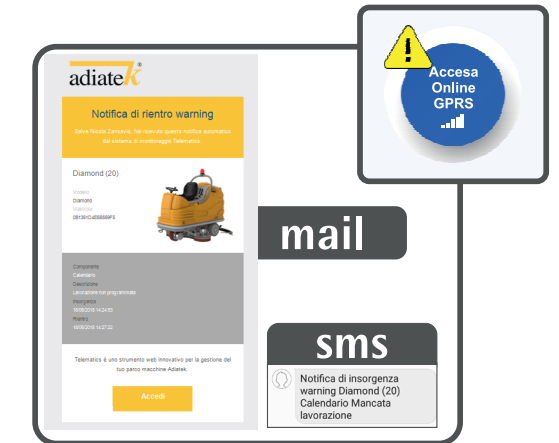 adiatek
Notifica di rientro warning
Salve Nicola Zannavis, hai ricevuto questa notifica automatica
dal sistema di monitoraggio Telematics.
Diamond (20)
Diamond
Matricola
Componente
Calendario
Descrizione
Lavorazione non programmata
Insorgenza
Rientro
Telematics è uno strumento web innovativo per la gestione del
tuo parco macchine Adiatek.
Accedi
Accesa
Online
GPRS
mail
sms
Notifica di insorgenza
warning Diamond (20)
Calendario Mancata
lavorazione